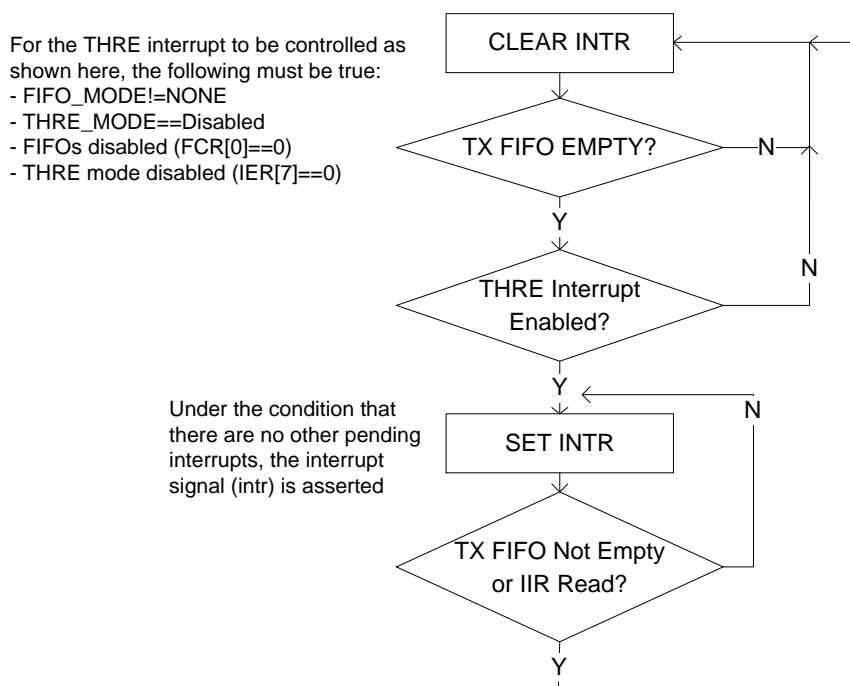 For the THRE interrupt to be controlled as
shown here, the following must be true:
- FIFO_MODE!=NONE
- THRE_MODE==Disabled
- FIFOs disabled (FCR[0]==0)
- THRE mode disabled (IER[7]==0)
CLEAR INTR
TX FIFO EMPTY?
N
Y
N
THRE Interrupt
Enabled?
Y
N
Under the condition that
there are no other pending
interrupts, the interrupt
signal (intr) is asserted
SET INTR
TX FIFO Not Empty
or IIR Read?
Y